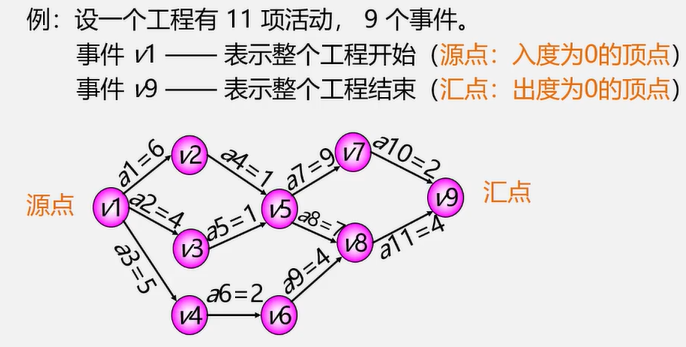 例：设一个工程有 11 项活动， 9 个事件。
事件 v1 —— 表示整个工程开始（源点：入度为0的顶点）
事件 v9 —— 表示整个工程结束（汇点：出度为0的顶点）
源点
v1
a1=6
a2=4
a3=5
v2
v3
v4
a4=1
a5=1
a6=2
v5
v6
a7=9
a8=7
a9=4
v7
v8
a10=2
a11=4
v9
汇点